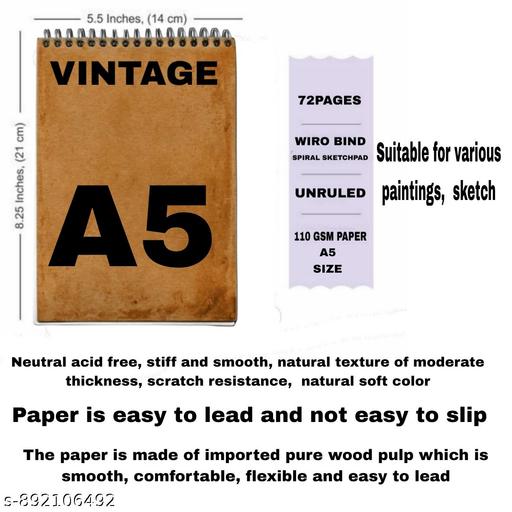 5.5 Inches, (14 cm)
8.25 Inches, (21 cm)
VINTAGE
A5
72PAGES
WIRO BIND
SPIRAL SKETCHPAD
UNRULED
110 GSM PAPER
A5
SIZE
Suitable for various
paintings, sketch
Neutral acid free, stiff and smooth, natural texture of moderate
thickness, scratch resistance, natural soft color
Paper is easy to lead and not easy to slip
The paper is made of imported pure wood pulp which is
smooth, comfortable, flexible and easy to lead
s-892106492